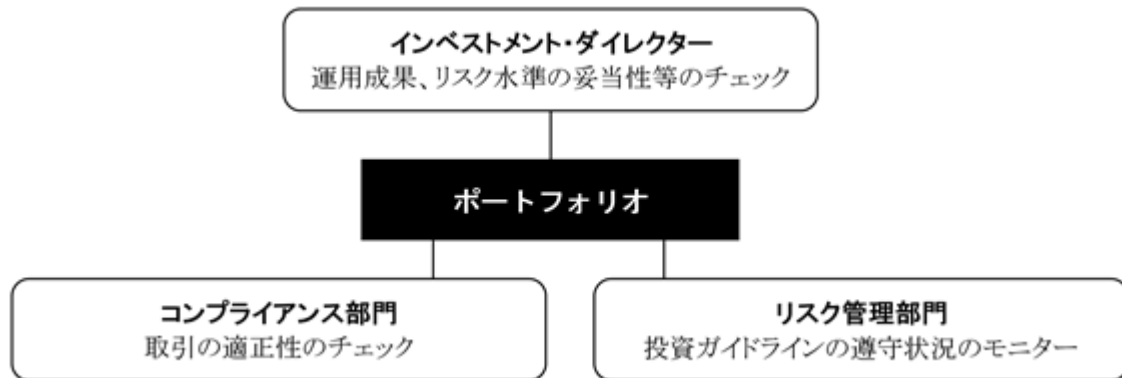 インベストメント・ダイレクター
運用成果、リスク水準の妥当性等のチェック
ポートフォリオ
コンプライアンス部門
取引の適正性のチェック
リスク管理部門
投資ガイドラインの遵守状況のモニター